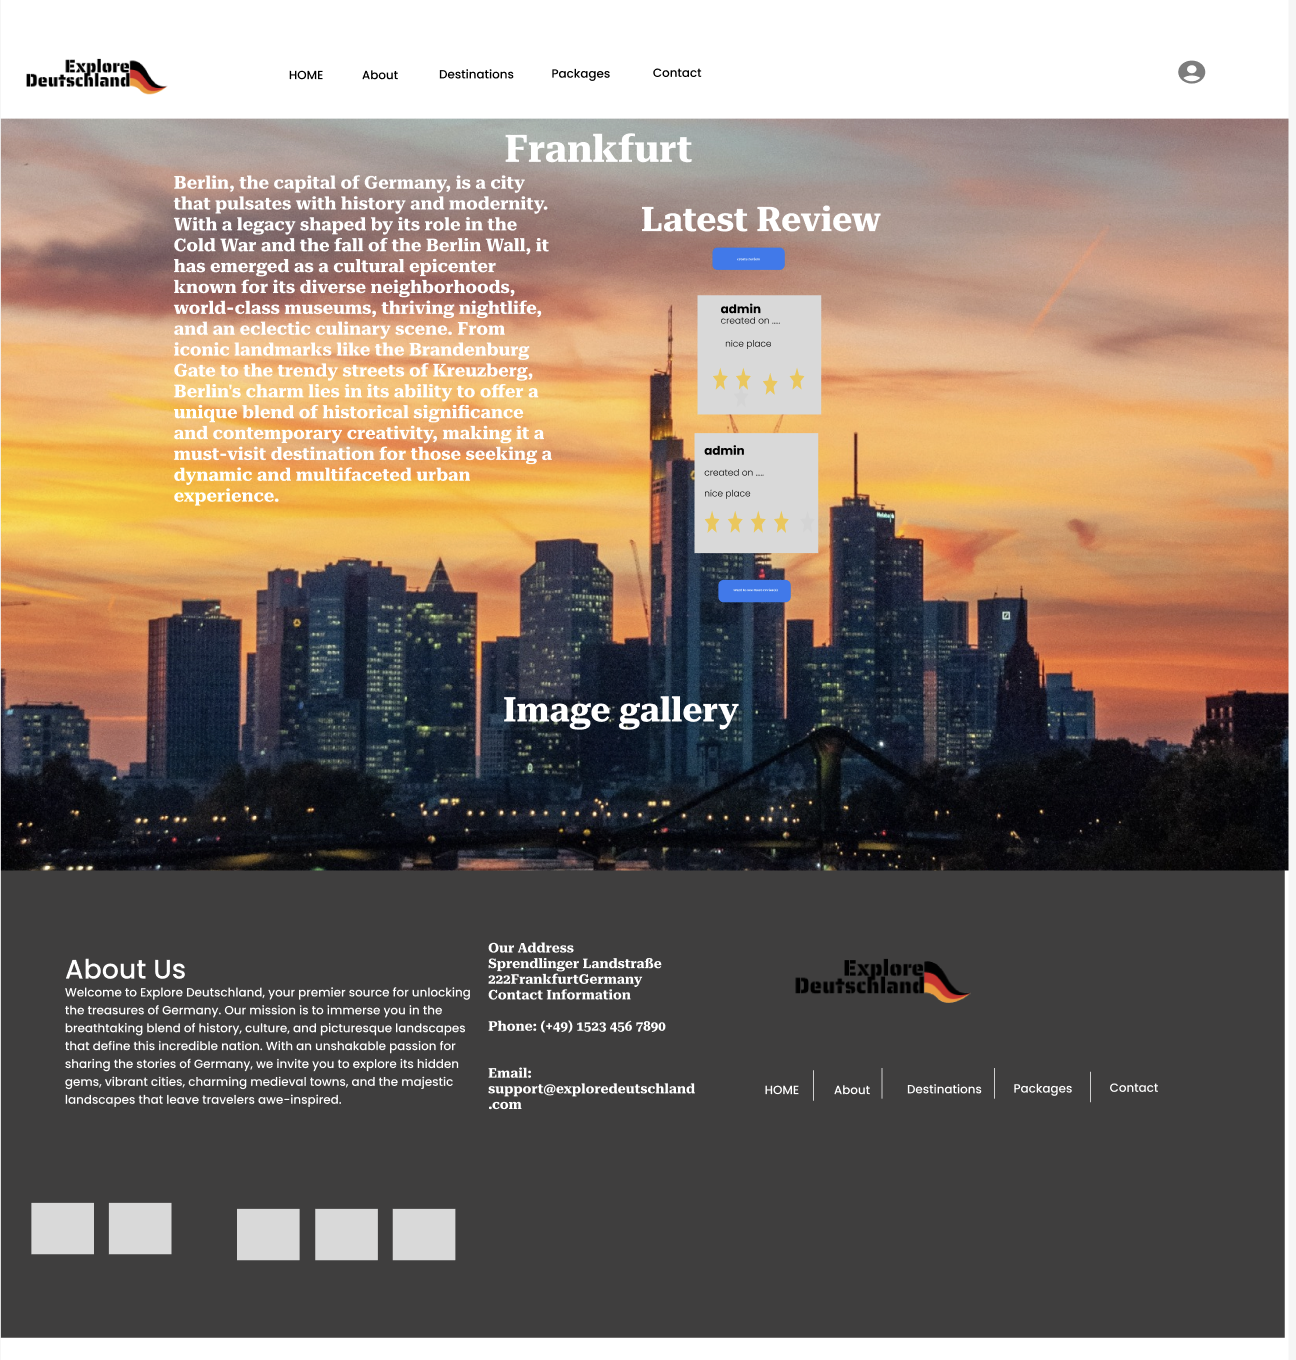 Explore
Deutschland
HOME
About
Destinations
Packages
Contact
Frankfurt
Berlin, the capital of Germany, is a city
that pulsates with history and modernity.
With a legacy shaped by its role in the
Cold War and the fall of the Berlin Wall, it
has emerged as a cultural epicenter
known for its diverse neighborhoods,
world-class museums, thriving nightlife,
and an eclectic culinary scene. From
iconic landmarks like the Brandenburg
Gate to the trendy streets of Kreuzberg,
Berlin's charm lies in its ability to offer a
unique blend of historical significance
and contemporary creativity, making it a
must-visit destination for those seeking a
dynamic and multifaceted urban
experience.
Latest Review
admin
created on .....
nice place
admin
created on .....
nice place
Image gallery
About Us
Welcome to Explore Deutschland, your premier source for unlocking
the treasures of Germany. Our mission is to immerse you in the
breathtaking blend of history, culture, and picturesque landscapes
that define this incredible nation. With an unshakable passion for
sharing the stories of Germany, we invite you to explore its hidden
gems, vibrant cities, charming medieval towns, and the majestic
landscapes that leave travelers awe-inspired.
Our Address
Sprendlinger Landstraße
222FrankfurtGermany
Contact Information
Phone: (+49) 1523 456 7890
Email:
support@exploredeutschland
.com
Explore
Deutschland
HOME
About
Destinations
Packages
Contact